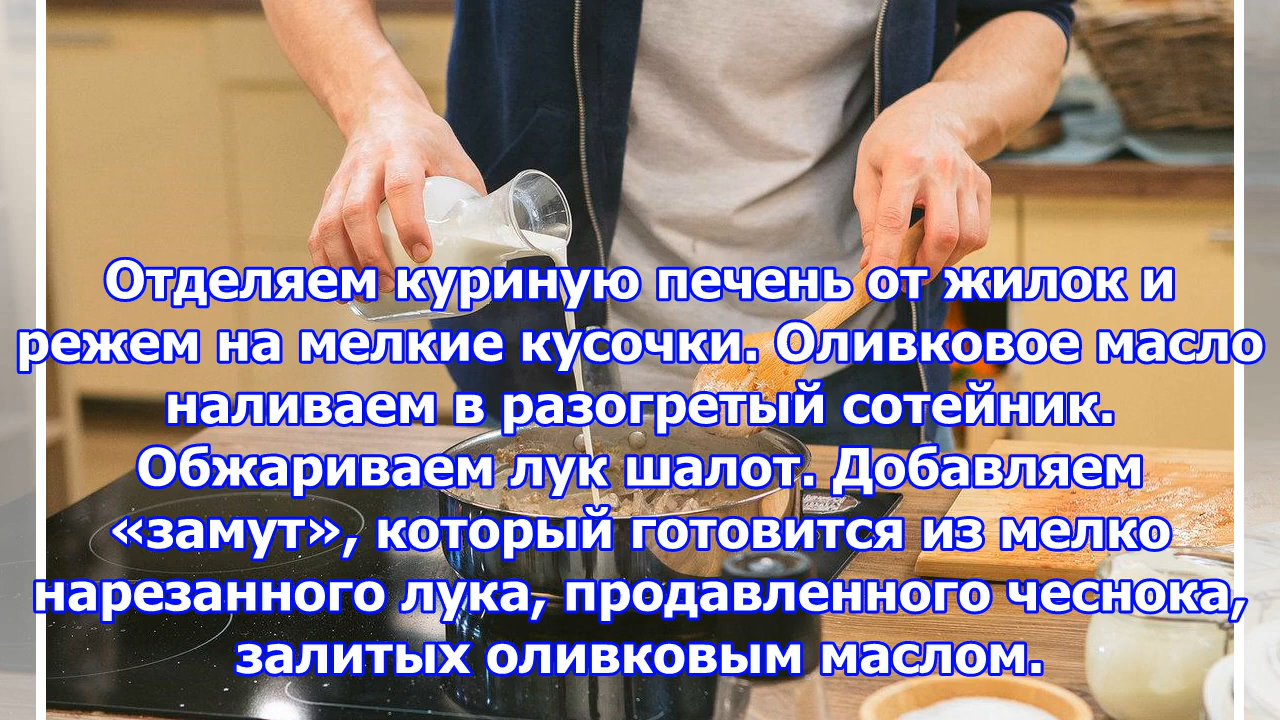 Отделяем куриную печень от жилок и
режем на мелкие кусочки. Оливковое масло
наливаем в разогретый сотейник.
Обжариваем лук шалот. Добавляем
«замут», который готовится из мелко
нарезанного лука, продавленного чеснока,
залитых оливковым маслом.